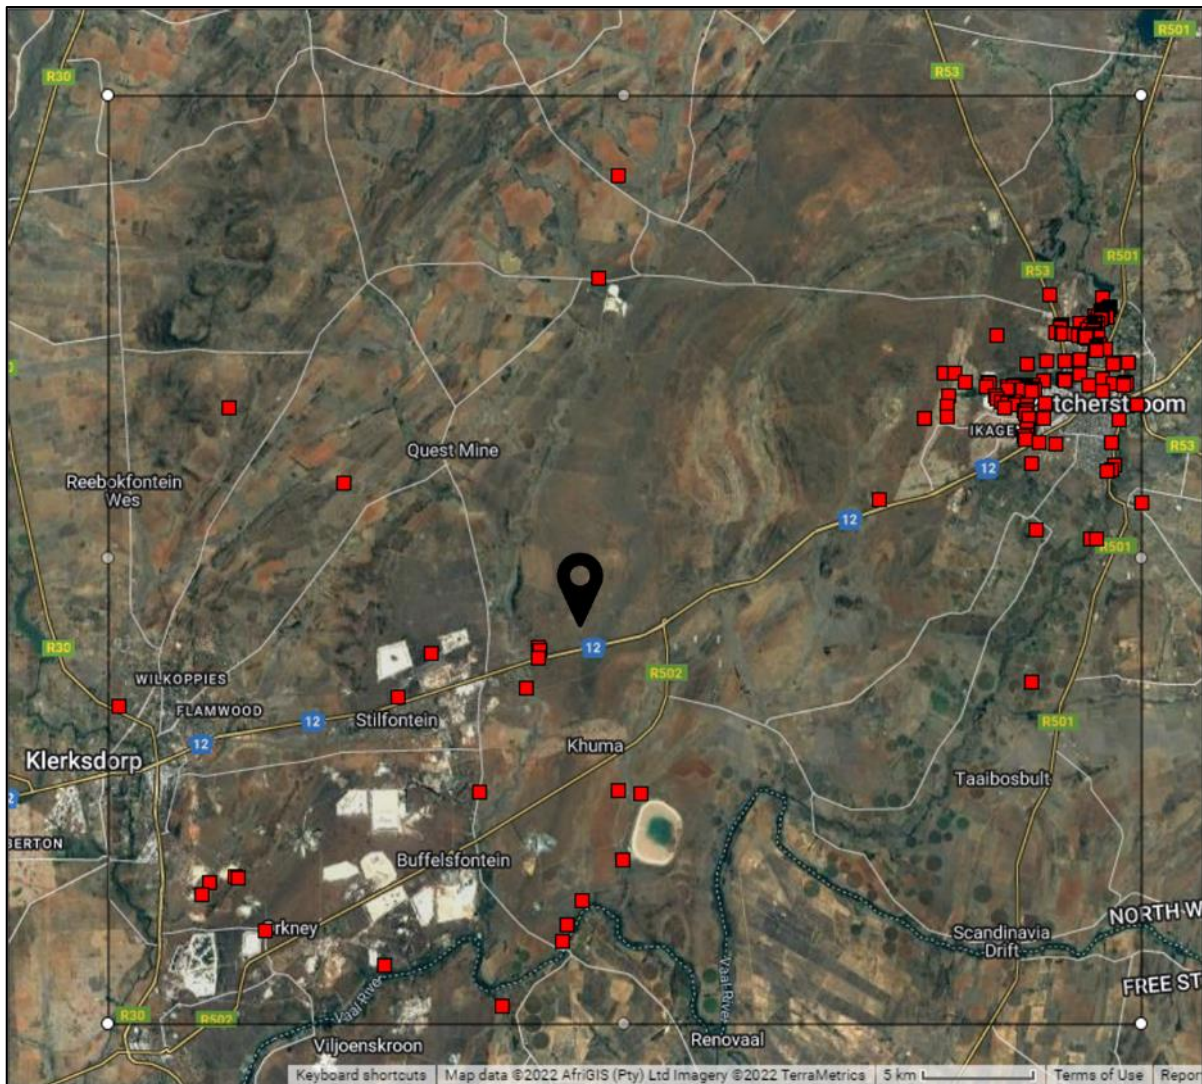 R501
R30
R53
R501
R53
tcherstroom
IKAGE
Quest Mine
R53
Reebokfontein
Wes
12
12
R501
R30
12
R502
WILKOPPIES
FLAMWOOD
Stilfontein
12
R501
12
Khuma
Klerksdorp
Taaibosbult
2
BERTON
Buffelsfontein
NORTH W
rkney
Scandinavia
Drift
FREE ST
Vaal River
Vaal River
R30
R502
Renovaal
Viljoenskroon
Keyboard shortcuts Map data ©2022 AfriGIS (Pty) Ltd Imagery ©2022 TerraMetrics 5 km Terms of Use Repor